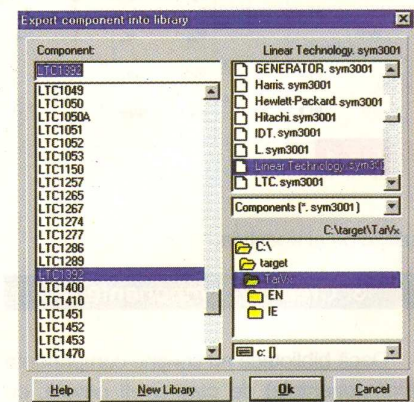 Export component into library
Component:
LTC1392
LTC1049
LTC1050
LTC1050A
LTC1051
LTC1052
LTC1053
LTC1150
LTC1257
LTC1265
LTC1267
LTC1274
LTC1277
LTC1286
LTC1289
LTC1392
LTC1400
LTC1410
LTC1451
LTC1452
LTC1453
LTC1470
Linear Technology. sym3001
GENERATOR. sym3001
Harris. sym3001
Hewlett-Packard. sym3001
Hitachi. sym3001
IDT. sym3001
L. sym3001
Linear Technology. sym300
LTC. sym3001
Components (*. sym3001)
C:\target\TarVx
C:\
target
TarVx
EN
IE
c: []
Help
New Library
Ok
Cancel